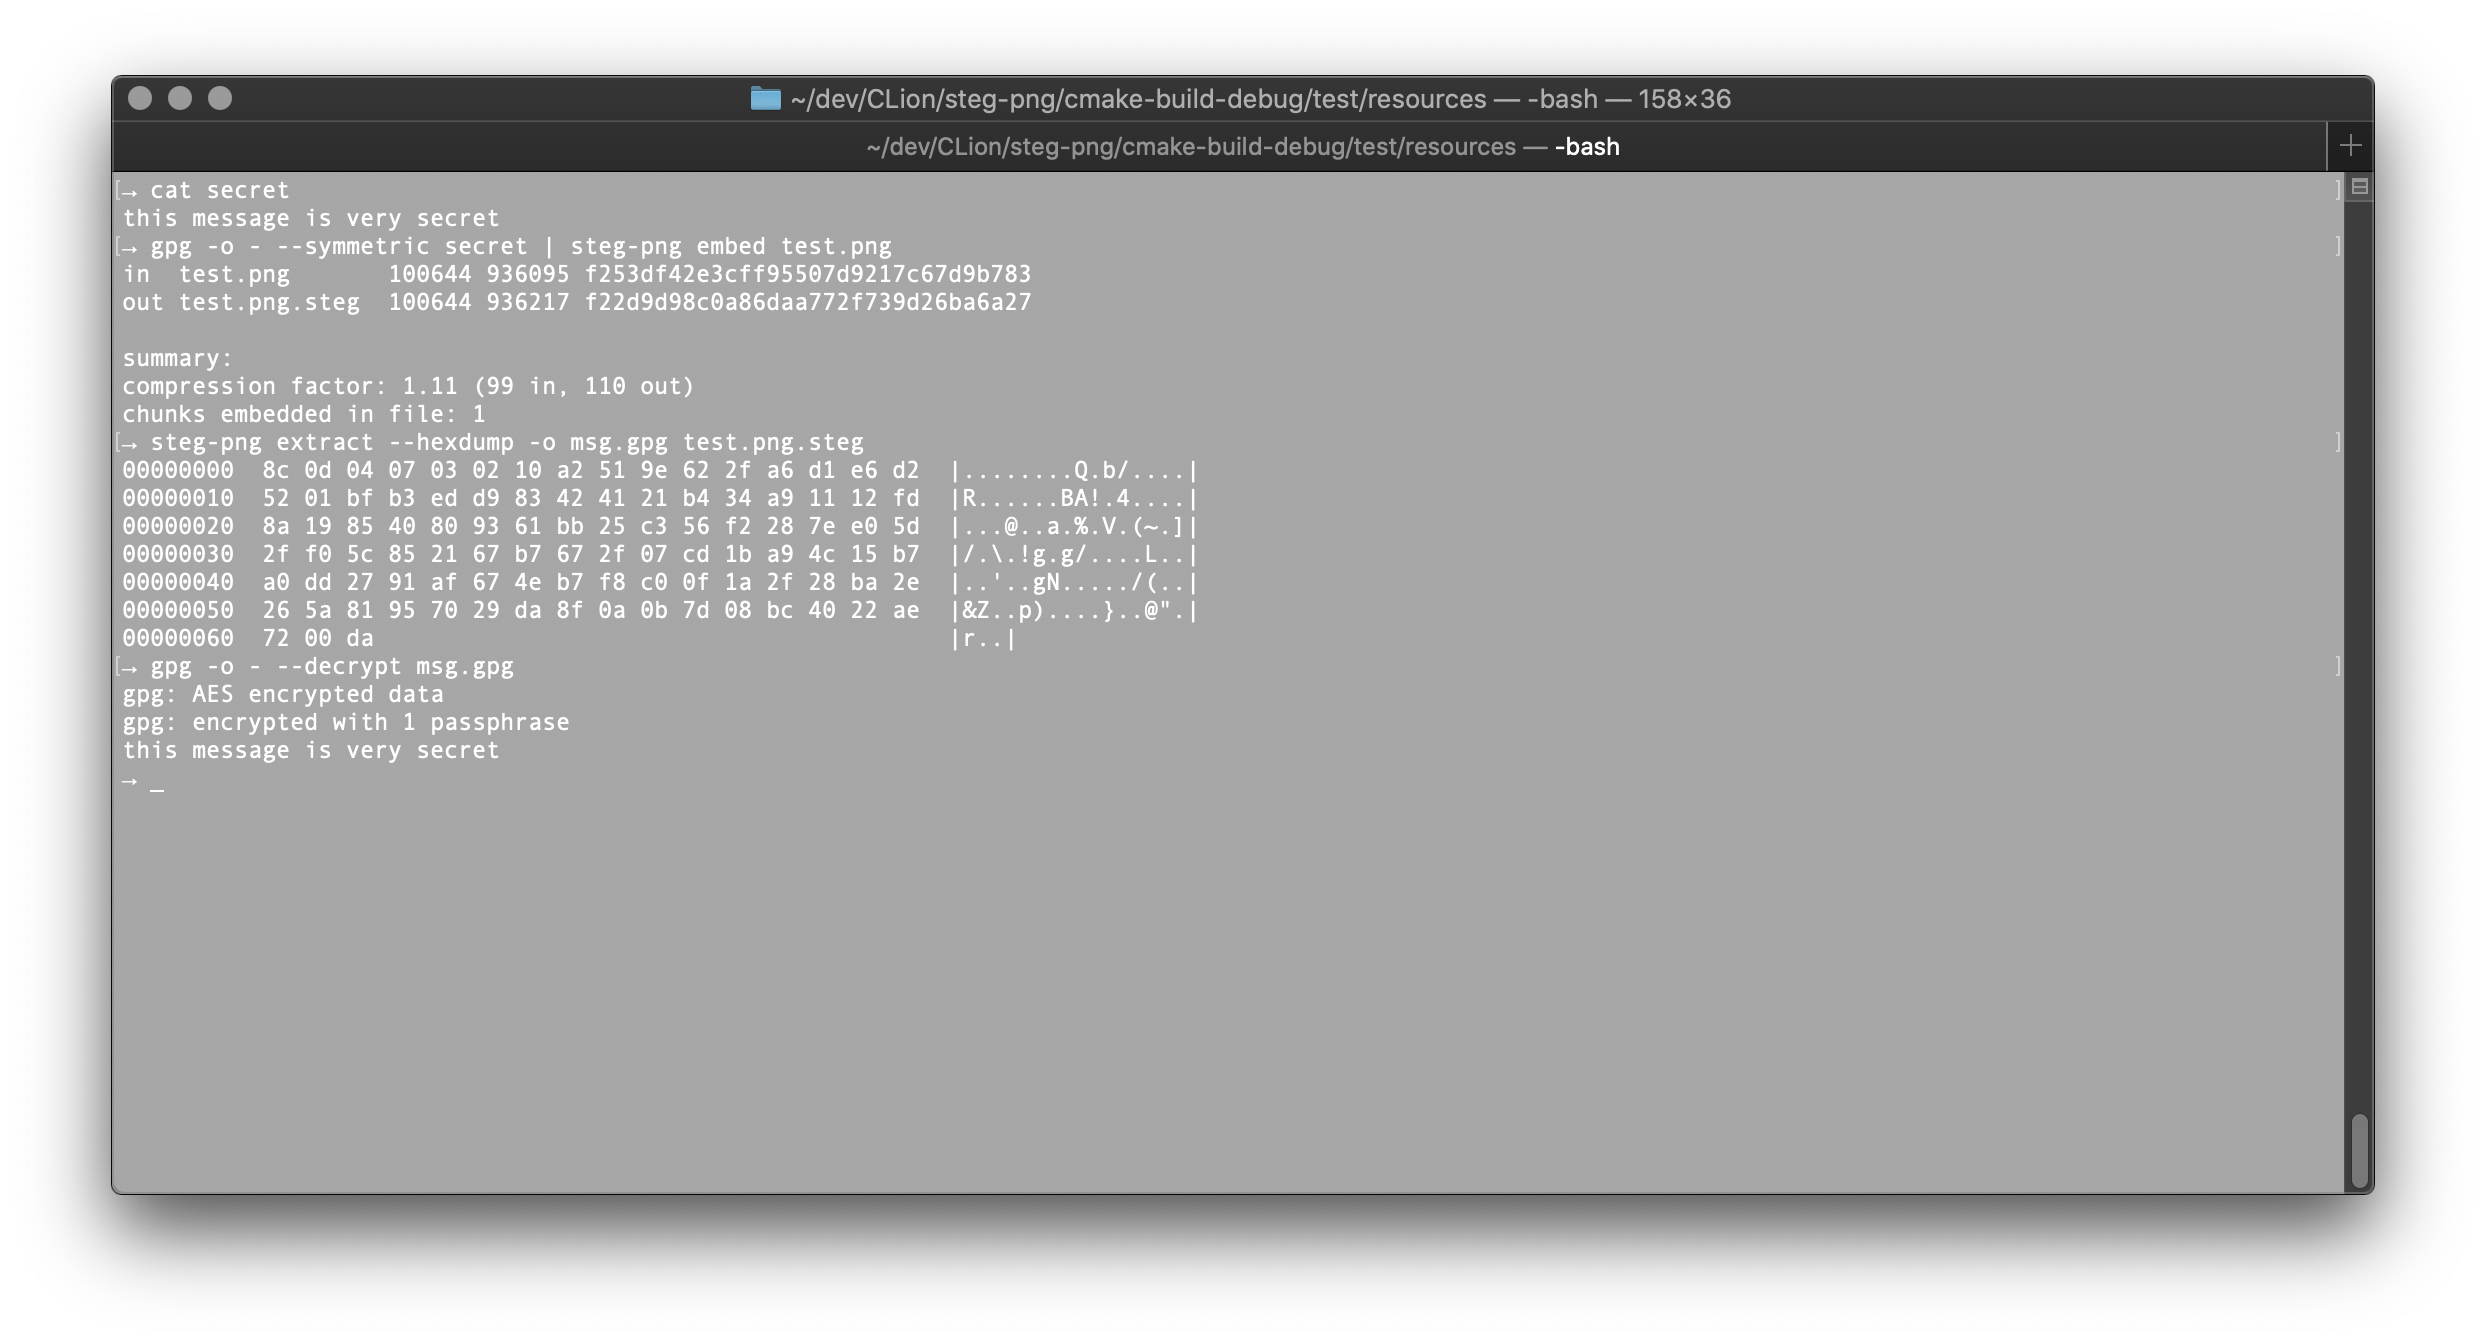 ~/dev/CLion/steg-png/cmake-build-debug/test/resources — -bash — 158×36
~/dev/CLion/steg-png/cmake-build-debug/test/resources — -bash
[→ cat secret ]
this message is very secret
[→ gpg -o - --symmetric secret | steg-png embed test.png ]
in  test.png       100644 936095 f253df42e3cff95507d9217c67d9b783
out test.png.steg  100644 936217 f22d9d98c0a86daa772f739d26ba6a27
summary:
compression factor: 1.11 (99 in, 110 out)
chunks embedded in file: 1
[→ steg-png extract --hexdump -o msg.gpg test.png.steg ]
00000000  8c 0d 04 07 03 02 10 a2 51 9e 62 2f a6 d1 e6 d2  |........Q.b/....|
00000010  52 01 bf b3 ed d9 83 42 41 21 b4 34 a9 11 12 fd  |R......BA!.4....|
00000020  8a 19 85 40 80 93 61 bb 25 c3 56 f2 28 7e e0 5d  |...@..a.%.V.(~.]|
00000030  2f f0 5c 85 21 67 b7 67 2f 07 cd 1b a9 4c 15 b7  |/.\.!g.g/....L..|
00000040  a0 dd 27 91 af 67 4e b7 f8 c0 0f 1a 2f 28 ba 2e  |..'..gN...../(..|
00000050  26 5a 81 95 70 29 da 8f 0a 0b 7d 08 bc 40 22 ae  |&Z..p)....}..@".|
00000060  72 00 da                                         |r..|
[→ gpg -o - --decrypt msg.gpg ]
gpg: AES encrypted data
gpg: encrypted with 1 passphrase
this message is very secret
→ _